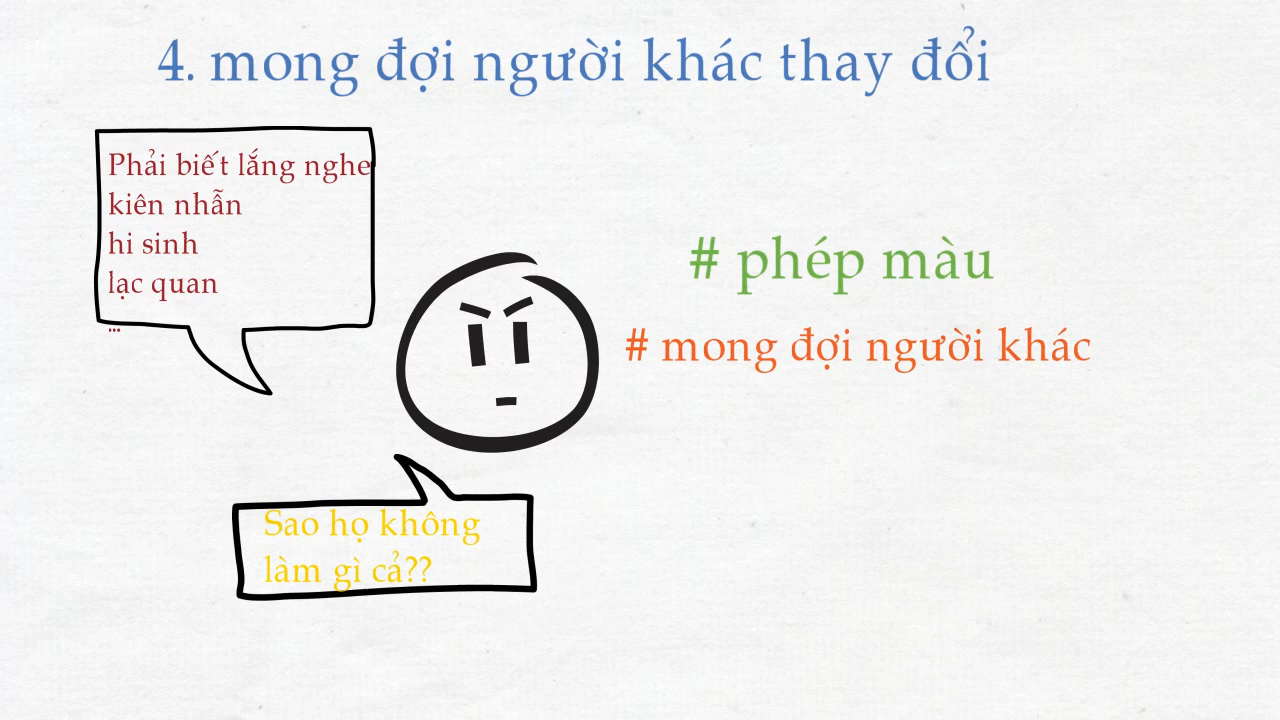 4. mong đợi người khác thay đổi
Phải biết lắng nghe
kiên nhẫn
hi sinh
lạc quan
...
# phép màu
# mong đợi người khác
Sao họ không
làm gì cả??